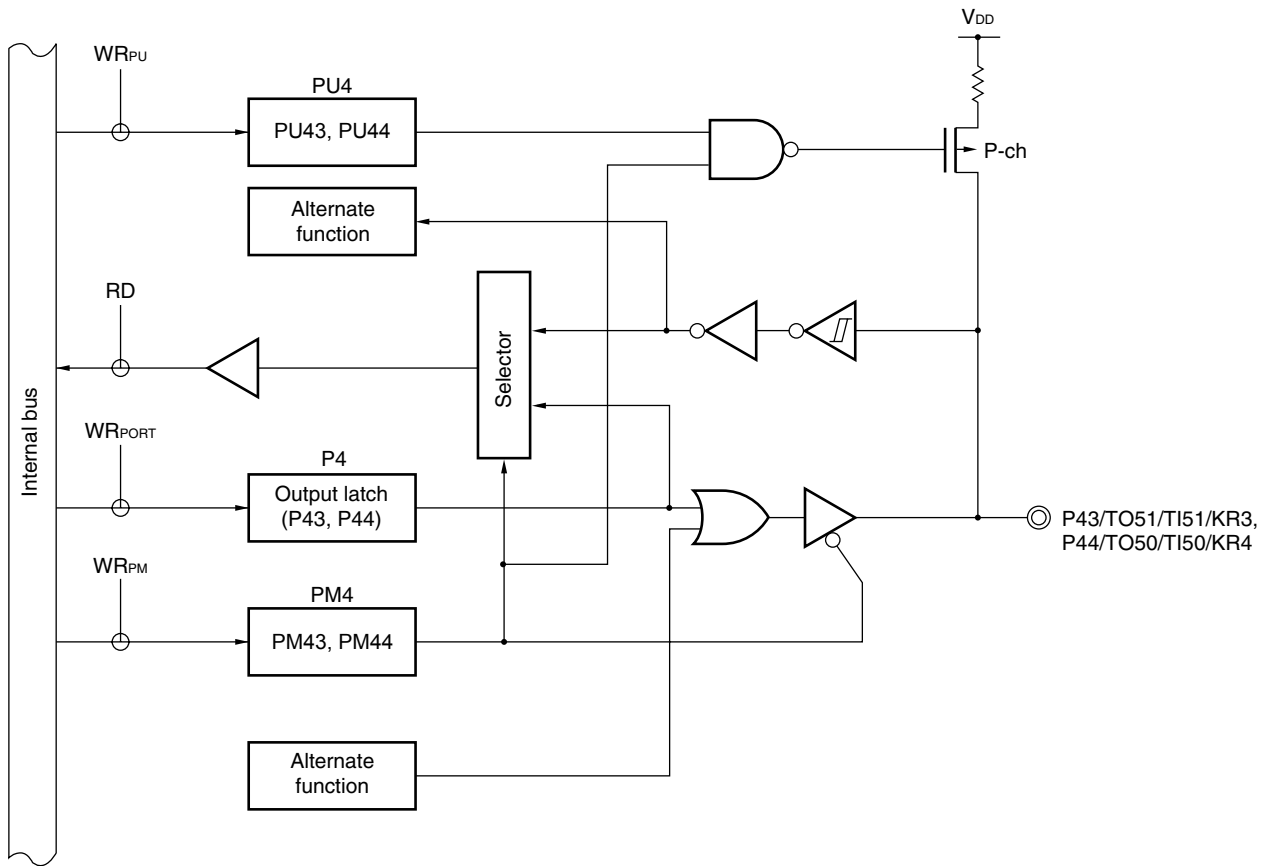 VDD
WRPU
PU4
PU43, PU44
P-ch
Alternate
function
RD
Selector
Internal bus
WRPORT
P4
Output latch
(P43, P44)
P43/TO51/TI51/KR3,
P44/TO50/TI50/KR4
WRPM
PM4
PM43, PM44
Alternate
function